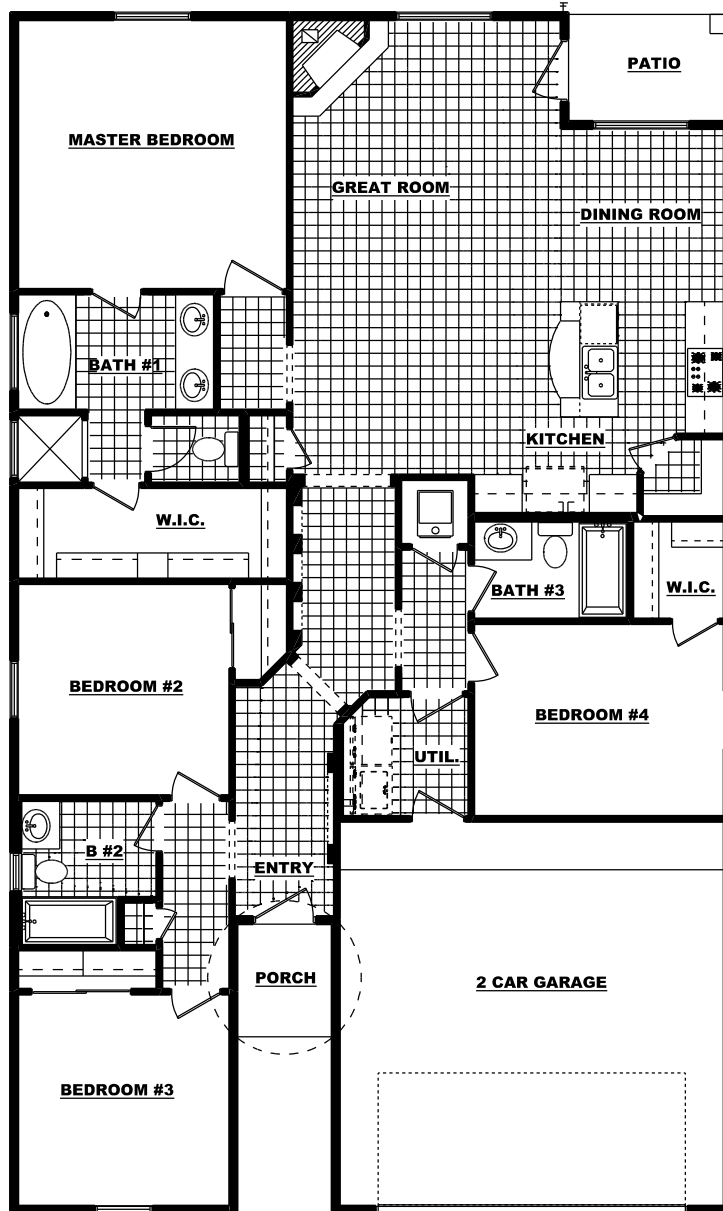 PATIO
MASTER BEDROOM
GREAT ROOM
DINING ROOM
BATH #1
KITCHEN
W.I.C.
BATH #3
W.I.C.
BEDROOM #2
BEDROOM #4
UTIL.
B #2
ENTRY
PORCH
2 CAR GARAGE
BEDROOM #3